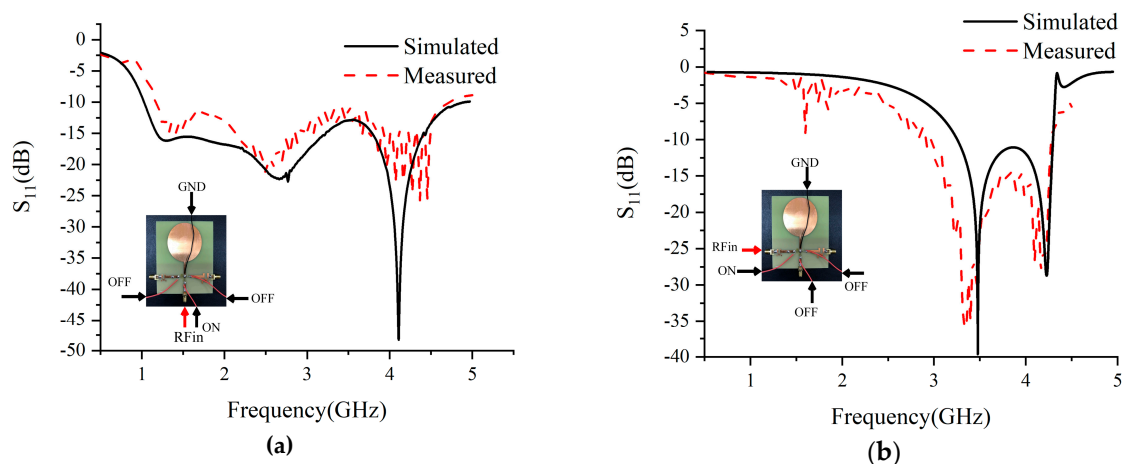 Simulated
Measured
0
-5
-10
-15
-20
-25
-30
-35
-40
-45
-50
S11(dB)
GND
OFF
OFF
ON
RFin
1
2
3
4
5
Frequency(GHz)
(a)
Simulated
Measured
5
0
-5
-10
-15
-20
-25
-30
-35
-40
S11(dB)
GND
RFin
ON
OFF
OFF
1
2
3
4
5
Frequency(GHz)
(b)